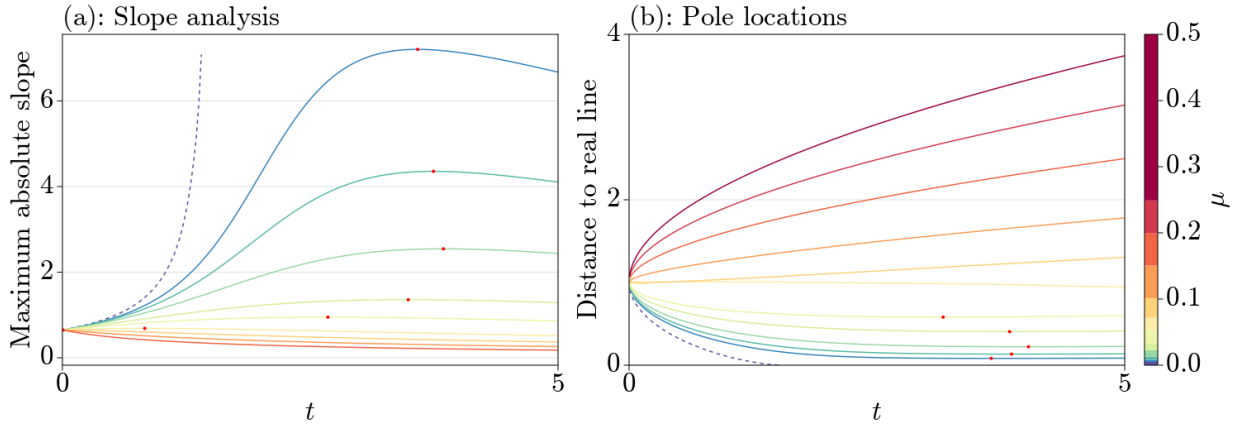 (a): Slope analysis
Maximum absolute slope
6
4
2
0
0
5
t
(b): Pole locations
Distance to real line
4
2
0
0
5
t
0.5
0.4
0.3
0.2
0.1
0.0
μ